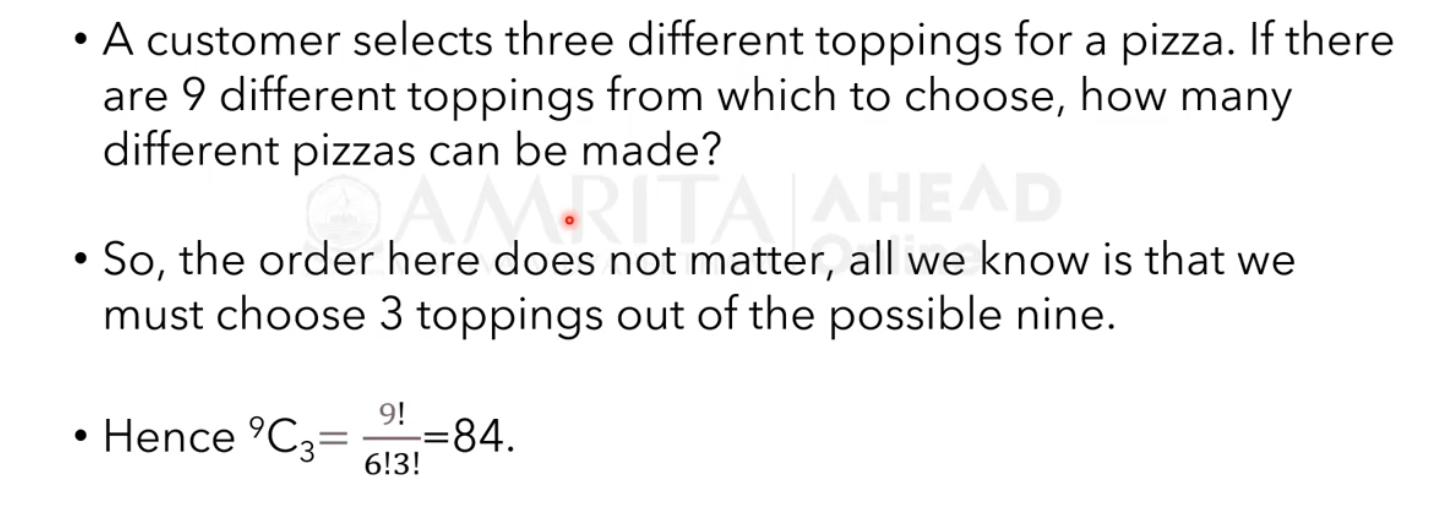 • A customer selects three different toppings for a pizza. If there
are 9 different toppings from which to choose, how many
different pizzas can be made?
AMRITA | AHEAD
Online
• So, the order here does not matter, all we know is that we
must choose 3 toppings out of the possible nine.
• Hence ⁹C₃= 9!/6!3! =84.